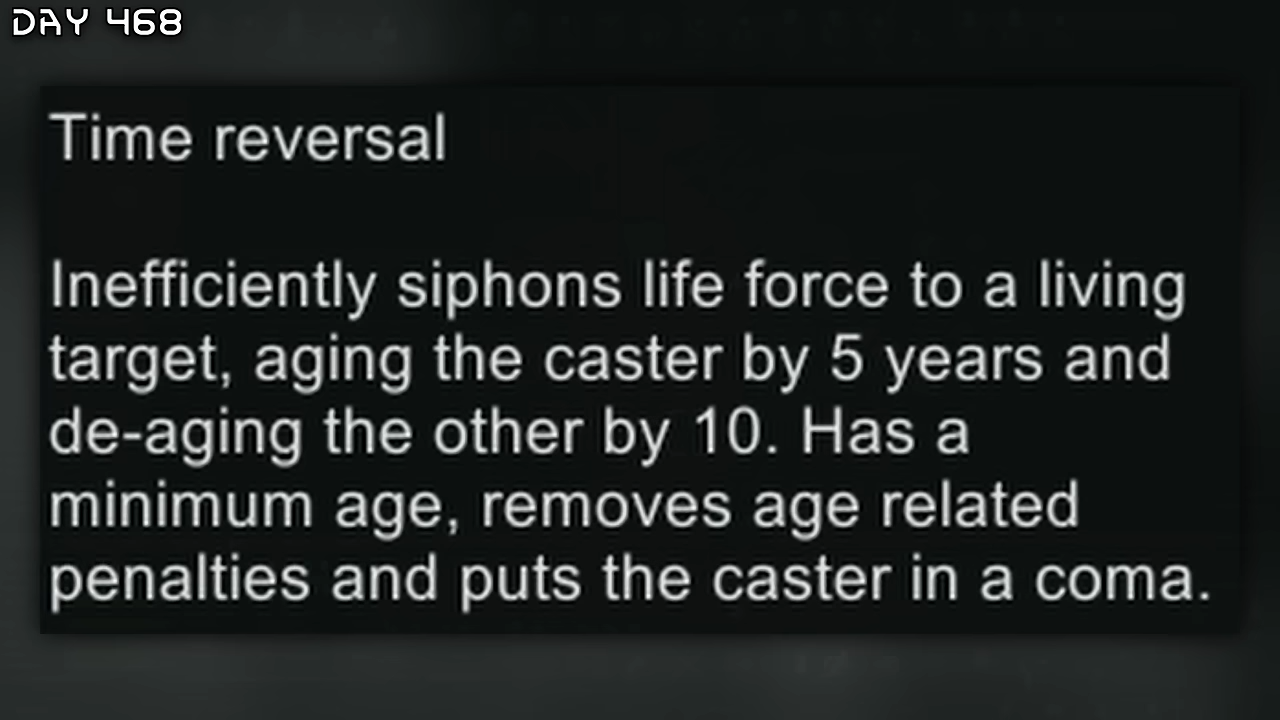 DAY 468
Time reversal
Inefficiently siphons life force to a living
target, aging the caster by 5 years and
de-aging the other by 10. Has a
minimum age, removes age related
penalties and puts the caster in a coma.